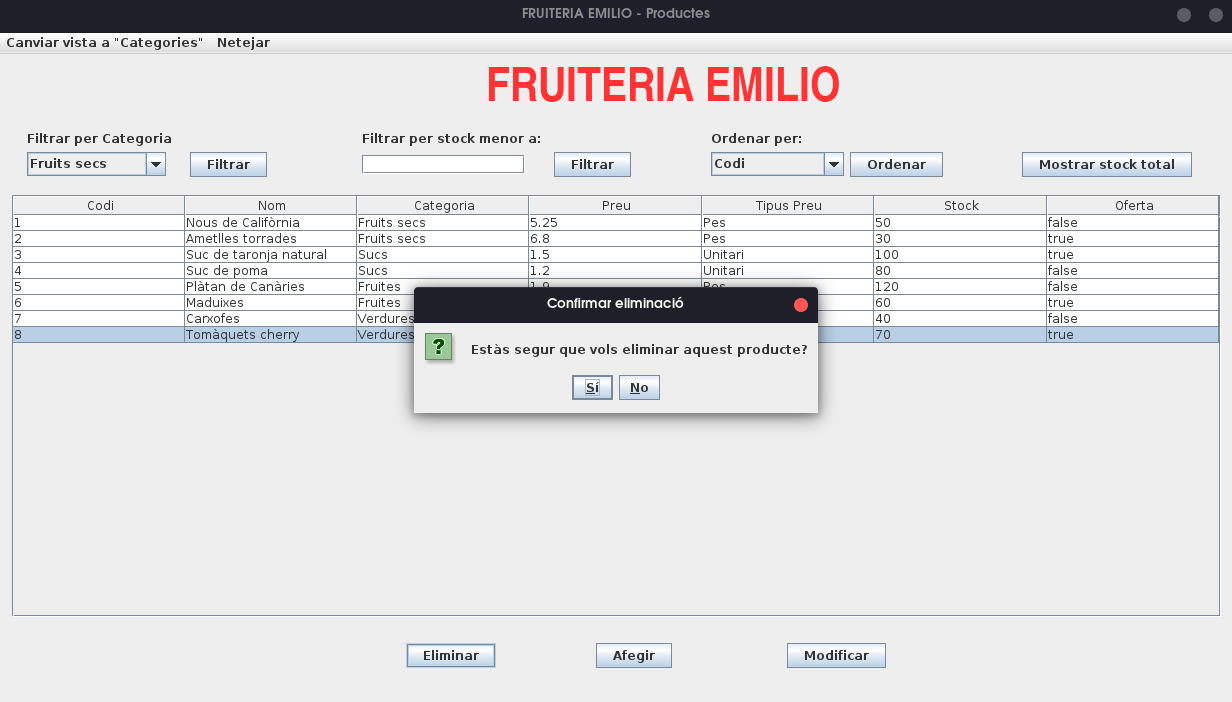 FRUITERIA EMILIO - Productes
Canviar vista a "Categories" Netejar
FRUITERIA EMILIO
Filtrar per Categoria Filtrar per stock menor a: Ordenar per:
Fruits secs Filtrar Filtrar Codi Ordenar Mostrar stock total
Codi Nom Categoria Preu Tipus Preu Stock Oferta
1 Nous de Califòrnia Fruits secs 5.25 Pes 50 false
2 Ametlles torrades Fruits secs 6.8 Pes 30 true
3 Suc de taronja natural Sucs 1.5 Unitari 100 true
4 Suc de poma Sucs 1.2 Unitari 80 false
5 Plàtan de Canàries Fruites 1.9 Pes 120 false
6 Maduixes Fruites 60 true
7 Carxofes Verdures 40 false
8 Tomàquets cherry Verdures 70 true
Confirmar eliminació
? Estàs segur que vols eliminar aquest producte?
Sí No
Eliminar Afegir Modificar